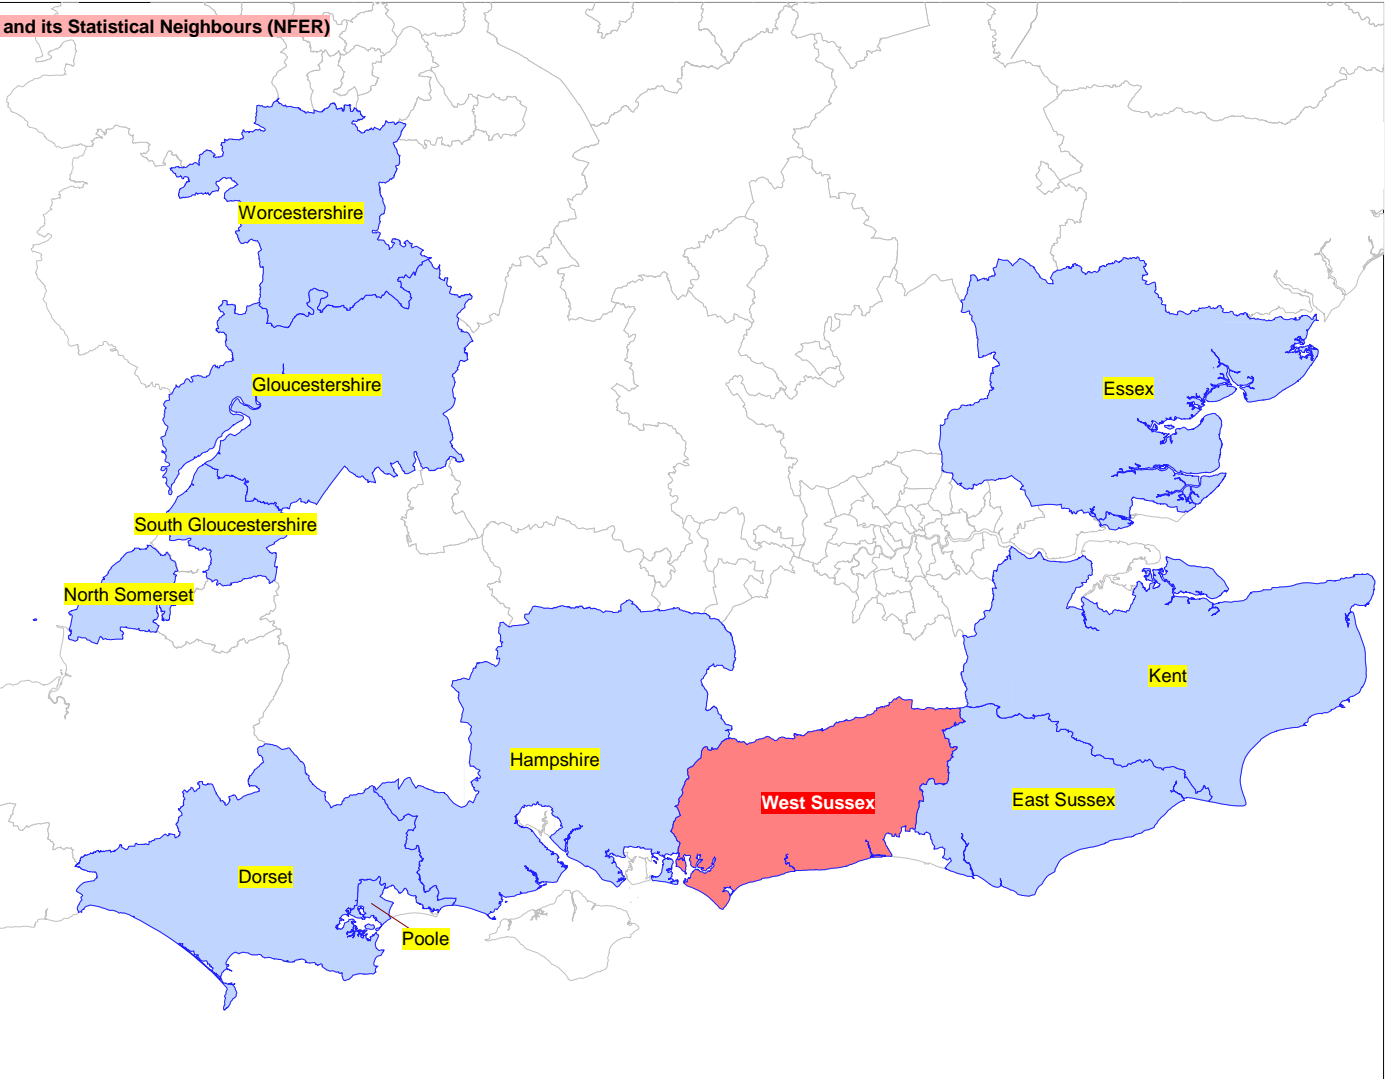 and its Statistical Neighbours (NFER)
Worcestershire
Gloucestershire
Essex
South Gloucestershire
North Somerset
Kent
Hampshire
West Sussex
East Sussex
Dorset
Poole